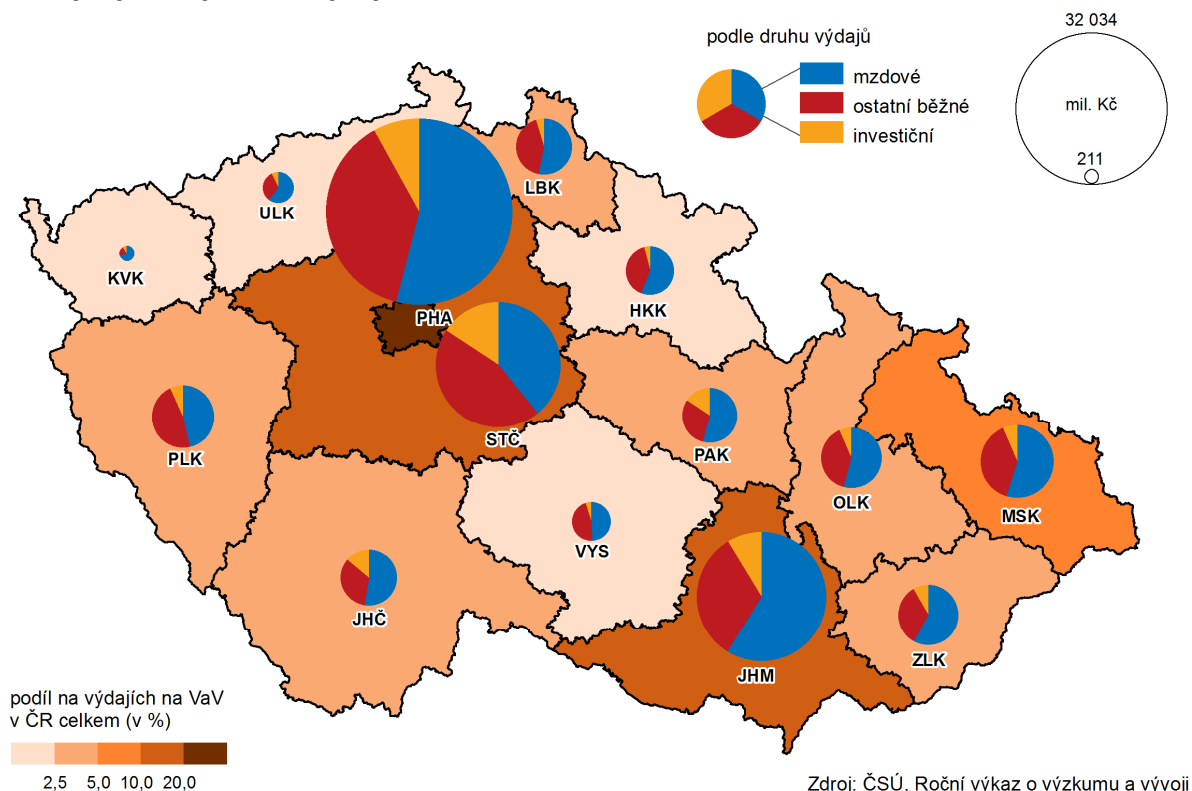 32 034
podle druhu výdajů
mzdové
ostatní běžné
investiční
mil. Kč
211
LBK
ULK
KVK
HKK
PHA
STČ
PLK
PAK
OLK
MSK
VYS
JHČ
ZLK
JHM
podíl na výdajích na VaV
v ČR celkem (v %)
2,5 5,0 10,0 20,0
Zdroj: ČSÚ, Roční výkaz o výzkumu a vývoji